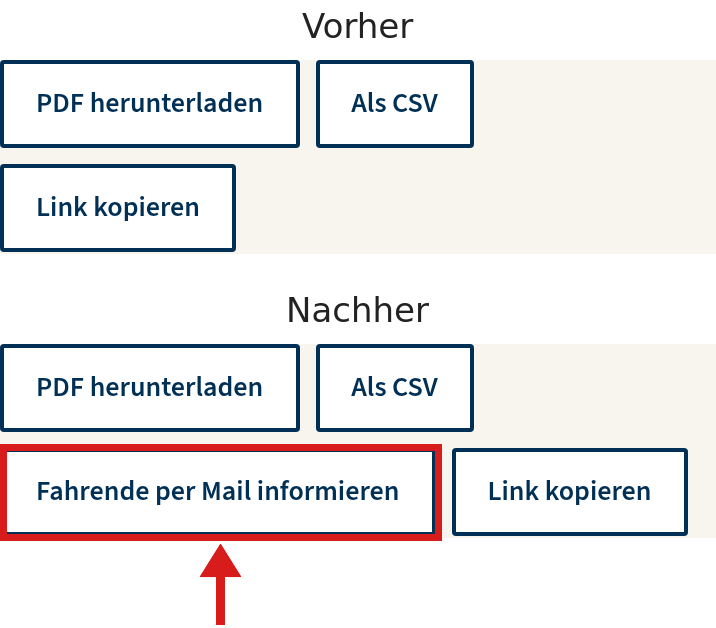 Vorher
PDF herunterladen
Als CSV
Link kopieren
Nachher
PDF herunterladen
Als CSV
Fahrende per Mail informieren
Link kopieren